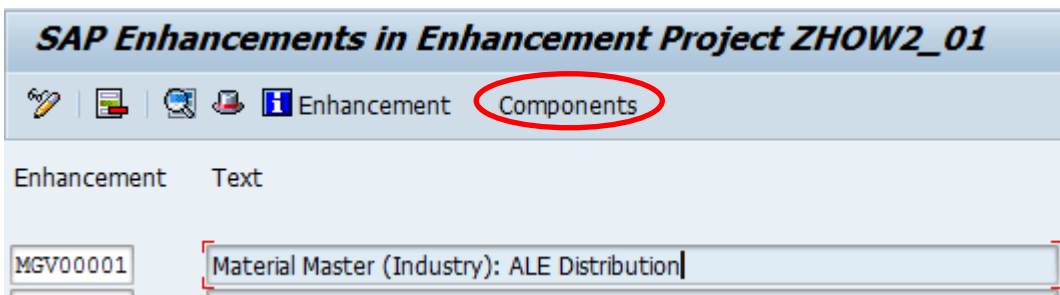 SAP Enhancements in Enhancement Project ZHOW2_01
Enhancement Components
Enhancement Text
MGV00001 Material Master (Industry): ALE Distribution